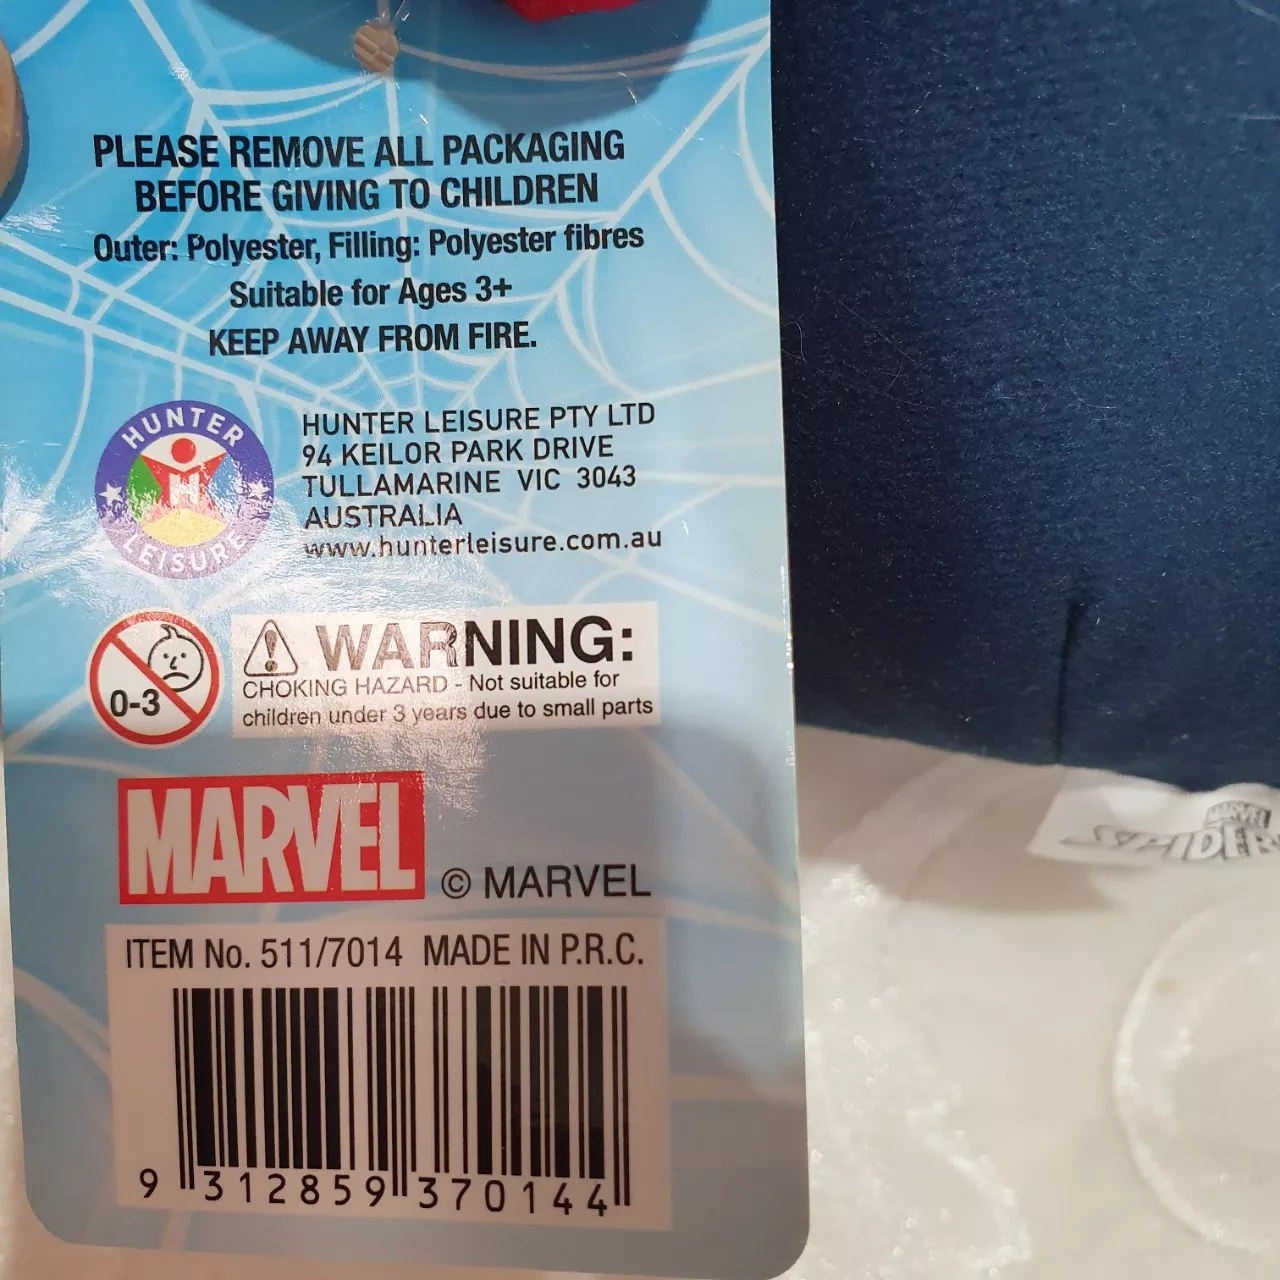 PLEASE REMOVE ALL PACKAGING
BEFORE GIVING TO CHILDREN
Outer: Polyester, Filling: Polyester fibres
Suitable for Ages 3+
KEEP AWAY FROM FIRE.
HUNTER
H
LEISURE
HUNTER LEISURE PTY LTD
94 KEILOR PARK DRIVE
TULLAMARINE VIC 3043
AUSTRALIA
www.hunterleisure.com.au
0-3
WARNING:
CHOKING HAZARD - Not suitable for
children under 3 years due to small parts
MARVEL
© MARVEL
ITEM No. 511/7014 MADE IN P.R.C.
9 312859 370144
MARVEL
SPIDER